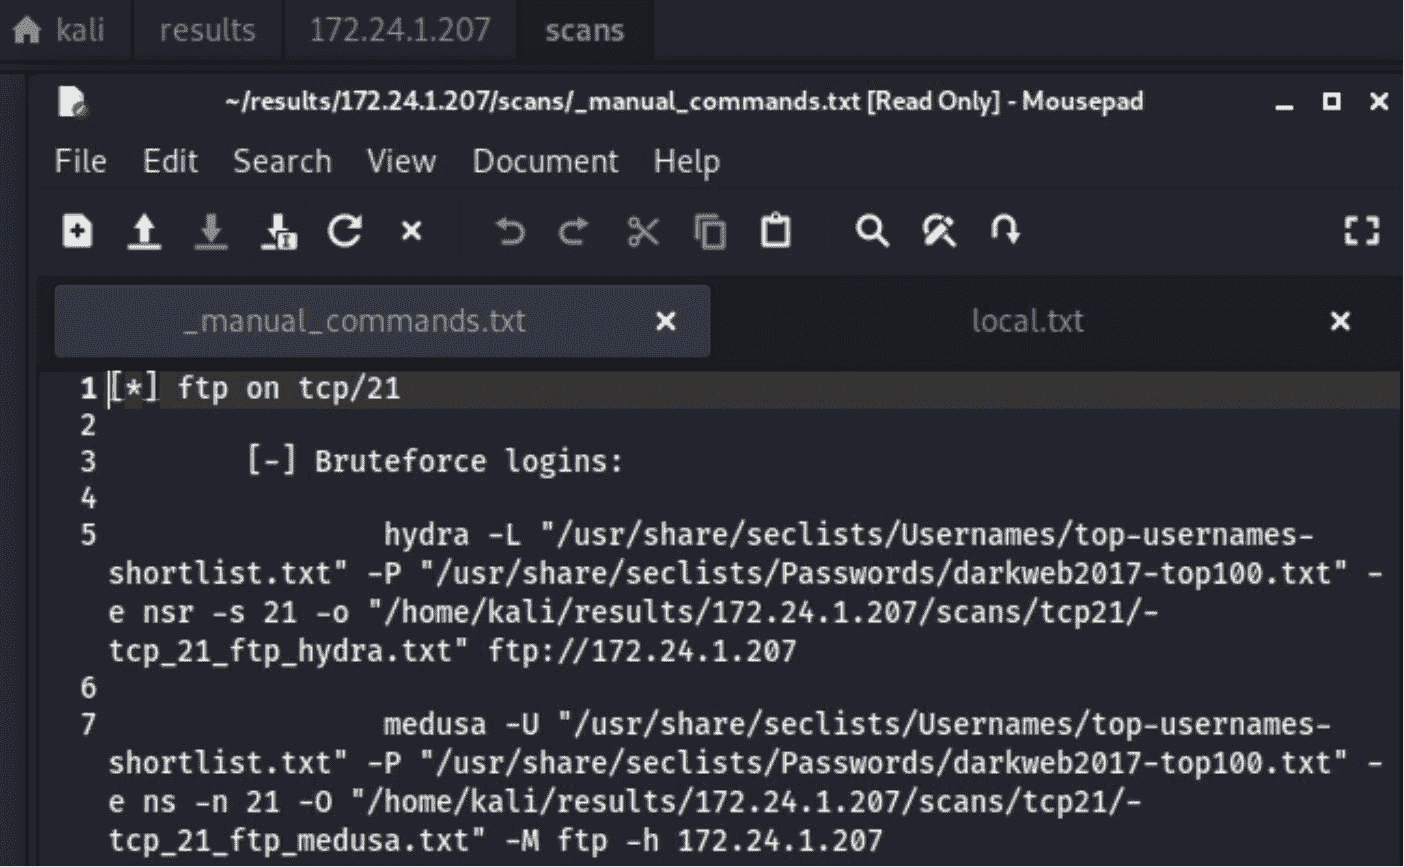 kali results 172.24.1.207 scans
~/results/172.24.1.207/scans/_manual_commands.txt [Read Only] - Mousepad
File Edit Search View Document Help
_manual_commands.txt local.txt
1 [*] ftp on tcp/21
2
3 [-] Bruteforce logins:
4
5 hydra -L "/usr/share/seclists/Usernames/top-usernames-
shortlist.txt" -P "/usr/share/seclists/Passwords/darkweb2017-top100.txt" -
e nsr -s 21 -o "/home/kali/results/172.24.1.207/scans/tcp21/-
tcp_21_ftp_hydra.txt" ftp://172.24.1.207
6
7 medusa -U "/usr/share/seclists/Usernames/top-usernames-
shortlist.txt" -P "/usr/share/seclists/Passwords/darkweb2017-top100.txt" -
e ns -n 21 -O "/home/kali/results/172.24.1.207/scans/tcp21/-
tcp_21_ftp_medusa.txt" -M ftp -h 172.24.1.207